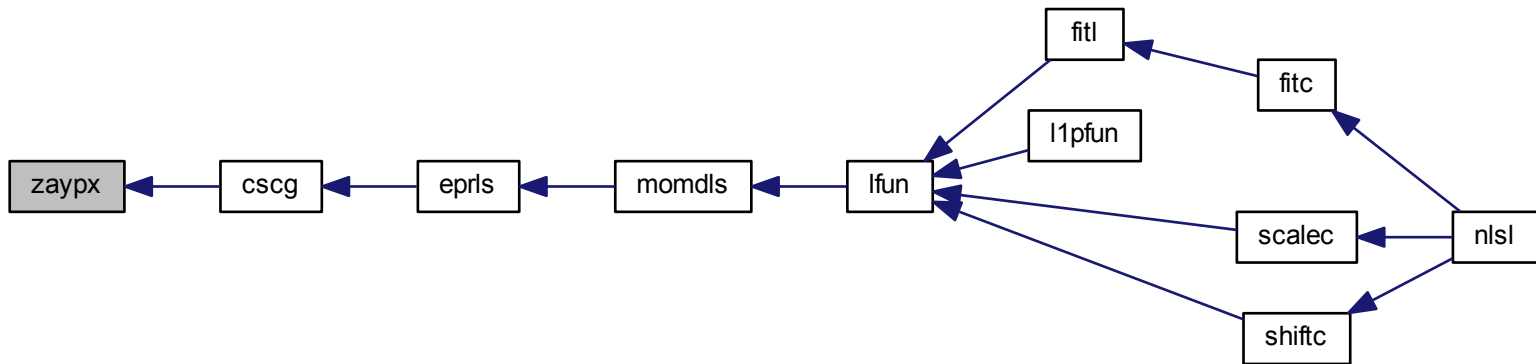 zaypx
cscg
eprls
momdls
lfun
fitl
l1pfun
scalec
shiftc
fitc
nlsl